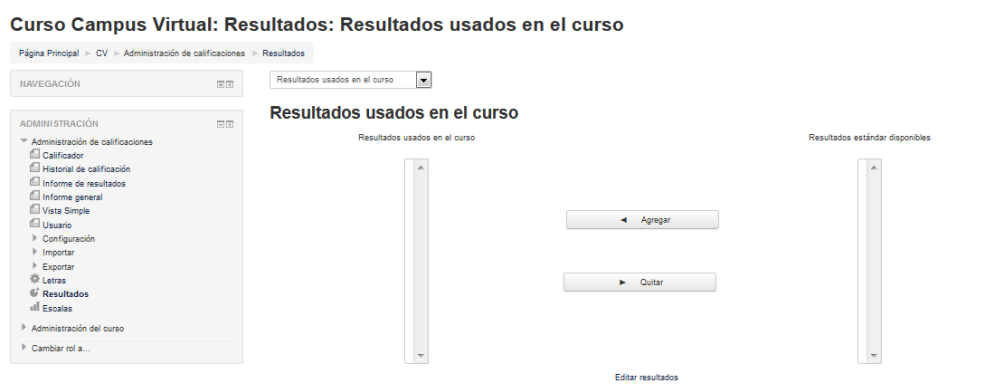 Curso Campus Virtual: Resultados: Resultados usados en el curso
Página Principal ► CV ► Administración de calificaciones ► Resultados
NAVEGACIÓN
Resultados usados en el curso
ADMINISTRACIÓN
Administración de calificaciones
Calificador
Historial de calificación
Informe de resultados
Informe general
Vista Simple
Usuario
Configuración
Importar
Exportar
Letras
Resultados
Escalas
Administración del curso
Cambiar rol a...
Resultados usados en el curso
Resultados usados en el curso
Resultados estándar disponibles
◄ Agregar
► Quitar
Editar resultados